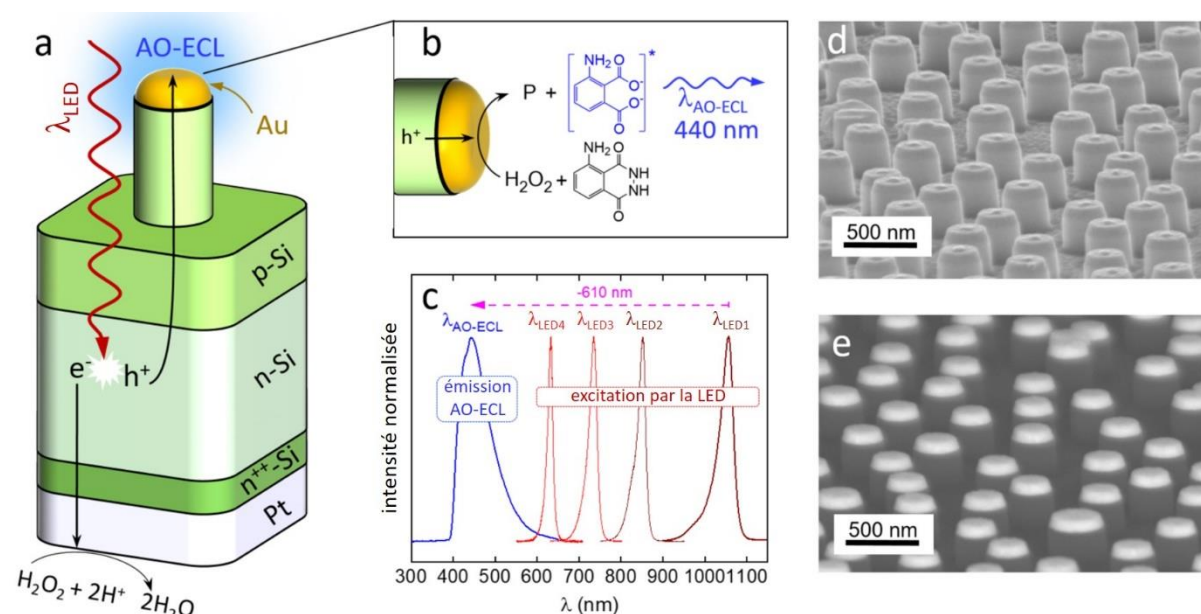 a
AO-ECL
λLED
Au
p-Si
e-
h+
n-Si
n++-Si
Pt
H2O2 + 2H+
2H2O
b
NH2
O
O-
O-
O
*
P +
λAO-ECL
440 nm
h+
H2O2 +
NH2
O
NH
NH
O
c
-610 nm
λAO-ECL
λLED4
λLED3
λLED2
λLED1
émission
AO-ECL
excitation par la LED
intensité normalisée
300 400 500 600 700 800 900 1000 1100
λ (nm)
d
500 nm
e
500 nm